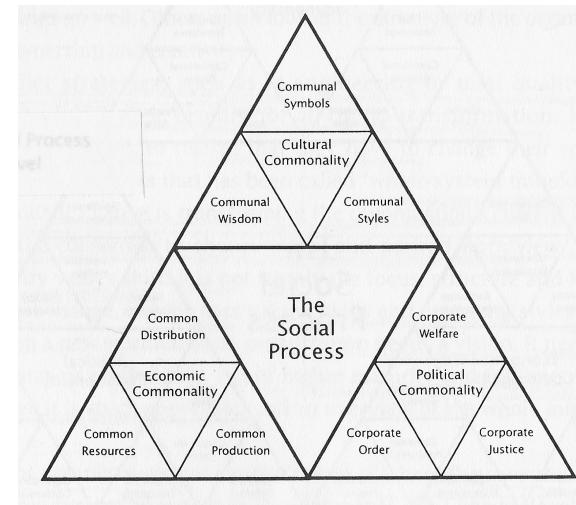 Communal
Symbols
Cultural
Commonality
Communal
Wisdom
Communal
Styles
The
Social
Process
Common
Distribution
Economic
Commonality
Common
Resources
Common
Production
Corporate
Welfare
Political
Commonality
Corporate
Order
Corporate
Justice